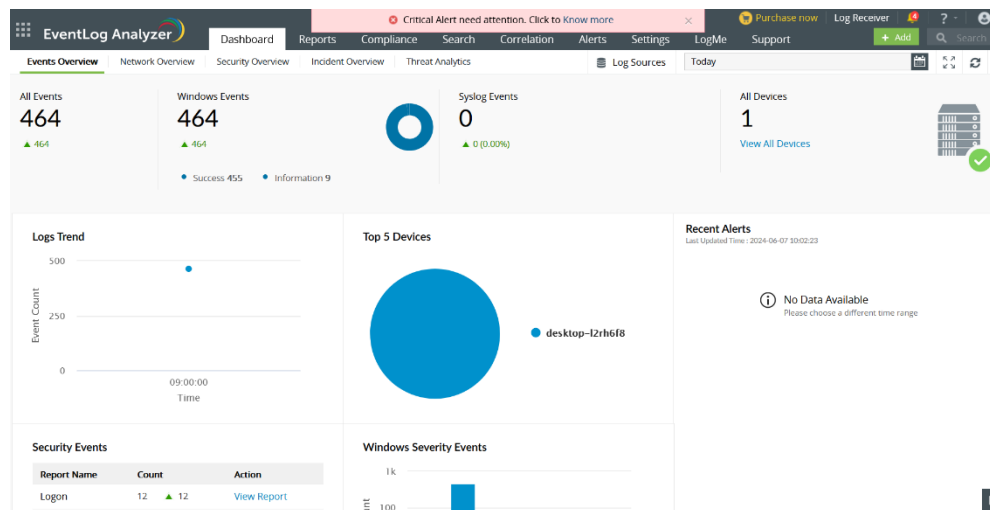 Critical Alert need attention. Click to Know more
Purchase now
Log Receiver
4
?
EventLog Analyzer
Dashboard
Reports
Compliance
Search
Correlation
Alerts
Settings
LogMe
Support
+ Add
Search
Events Overview
Network Overview
Security Overview
Incident Overview
Threat Analytics
Log Sources
Today
All Events
464
▲ 464
Windows Events
464
▲ 464
• Success 455 • Information 9
Syslog Events
0
▲ 0 (0.00%)
All Devices
1
View All Devices
Logs Trend
500
250
0
Event Count
09:00:00
Time
Top 5 Devices
desktop-l2rh6f8
Recent Alerts
Last Updated Time : 2024-06-07 10:02:23
No Data Available
Please choose a different time range
Security Events
Report Name Count Action
Logon 12 ▲ 12 View Report
Windows Severity Events
1k
100